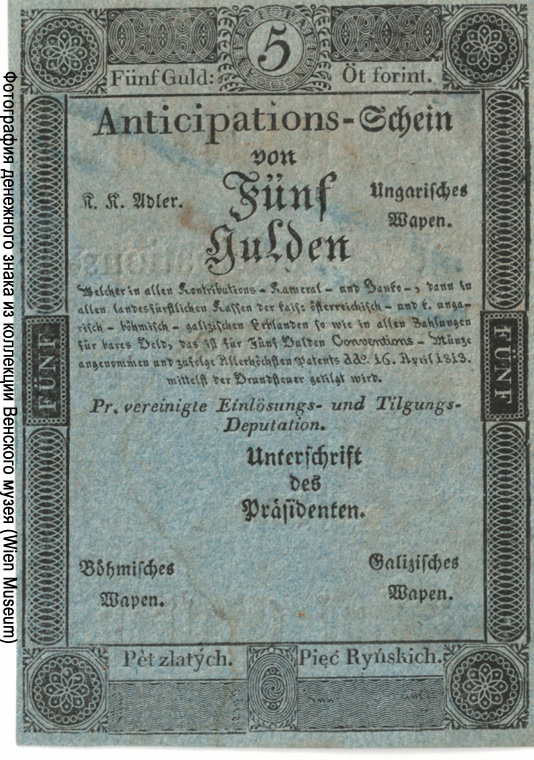 ANTICIPATION
5
Fünf Guld: Öt forint.
Anticipations-Schein
von
Fünf
K. K. Adler. Ungarisches
Wapen.
Gulden
Welcher in allen Kontributions- Kameral- und Banko-, dann in
allen landesfürstlichen Kassen der kais: österreichisch- und k. unga-
risch- böhmisch- galizischen Erblanden so wie in allen Zahlungen
für bares Geld, das ist für Fünf Gulden Conventions- Münze
angenommen und zufolge Allerhöchsten Patents ddo. 16. April 1813.
mittelst der Grundsteuer getilgt wird.
Pr. vereinigte Einlösungs- und Tilgungs-
Deputation.
Unterschrift
des
Präsidenten.
Böhmisches Galizisches
Wapen. Wapen.
Pět zlatých. Pięć Ryńskich.
FÜNF
FÜNF
Фотография денежного знака из коллекции Венского музея (Wien Museum)